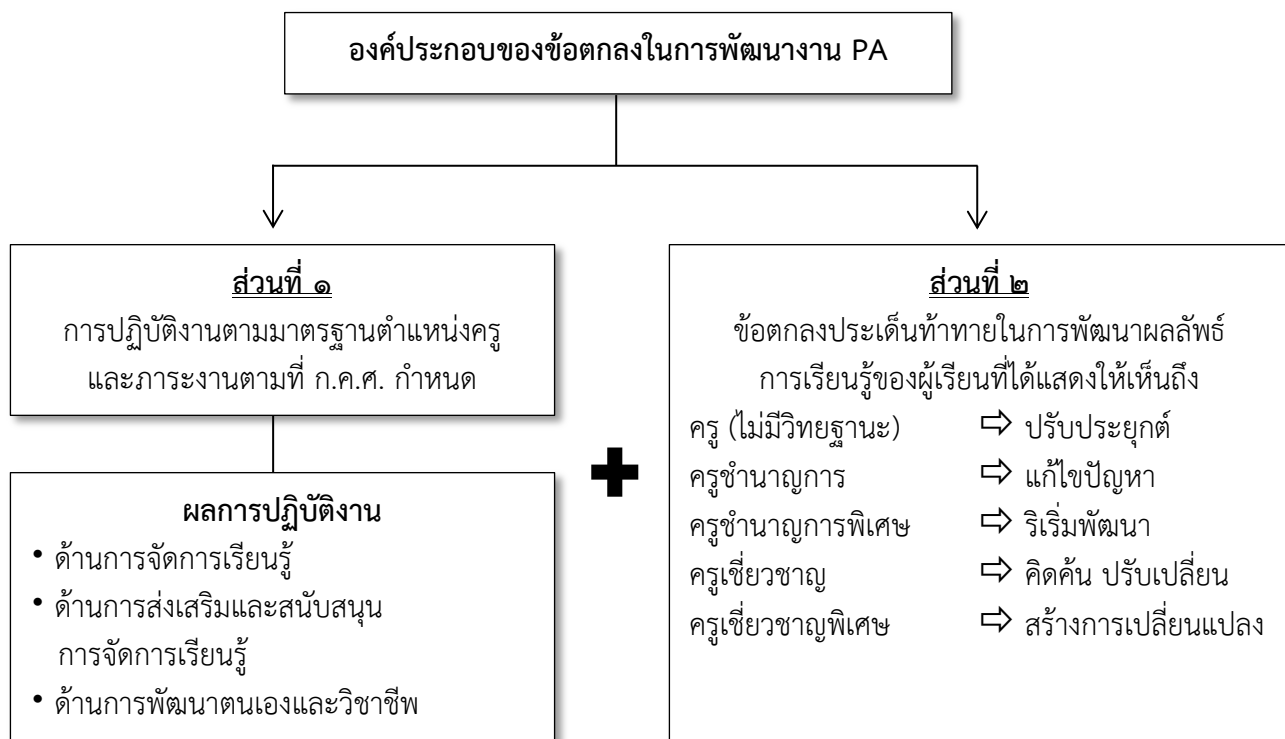 องค์ประกอบของข้อตกลงในการพัฒนางาน PA
ส่วนที่ ๑
การปฏิบัติงานตามมาตรฐานตำแหน่งครู
และภาระงานตามที่ ก.ค.ศ. กำหนด
ผลการปฏิบัติงาน
• ด้านการจัดการเรียนรู้
• ด้านการส่งเสริมและสนับสนุน
การจัดการเรียนรู้
• ด้านการพัฒนาตนเองและวิชาชีพ
ส่วนที่ ๒
ข้อตกลงประเด็นท้าทายในการพัฒนาผลลัพธ์
การเรียนรู้ของผู้เรียนที่ได้แสดงให้เห็นถึง
ครู (ไม่มีวิทยฐานะ) ⇨ ปรับประยุกต์
ครูชำนาญการ ⇨ แก้ไขปัญหา
ครูชำนาญการพิเศษ ⇨ ริเริ่มพัฒนา
ครูเชี่ยวชาญ ⇨ คิดค้น ปรับเปลี่ยน
ครูเชี่ยวชาญพิเศษ ⇨ สร้างการเปลี่ยนแปลง